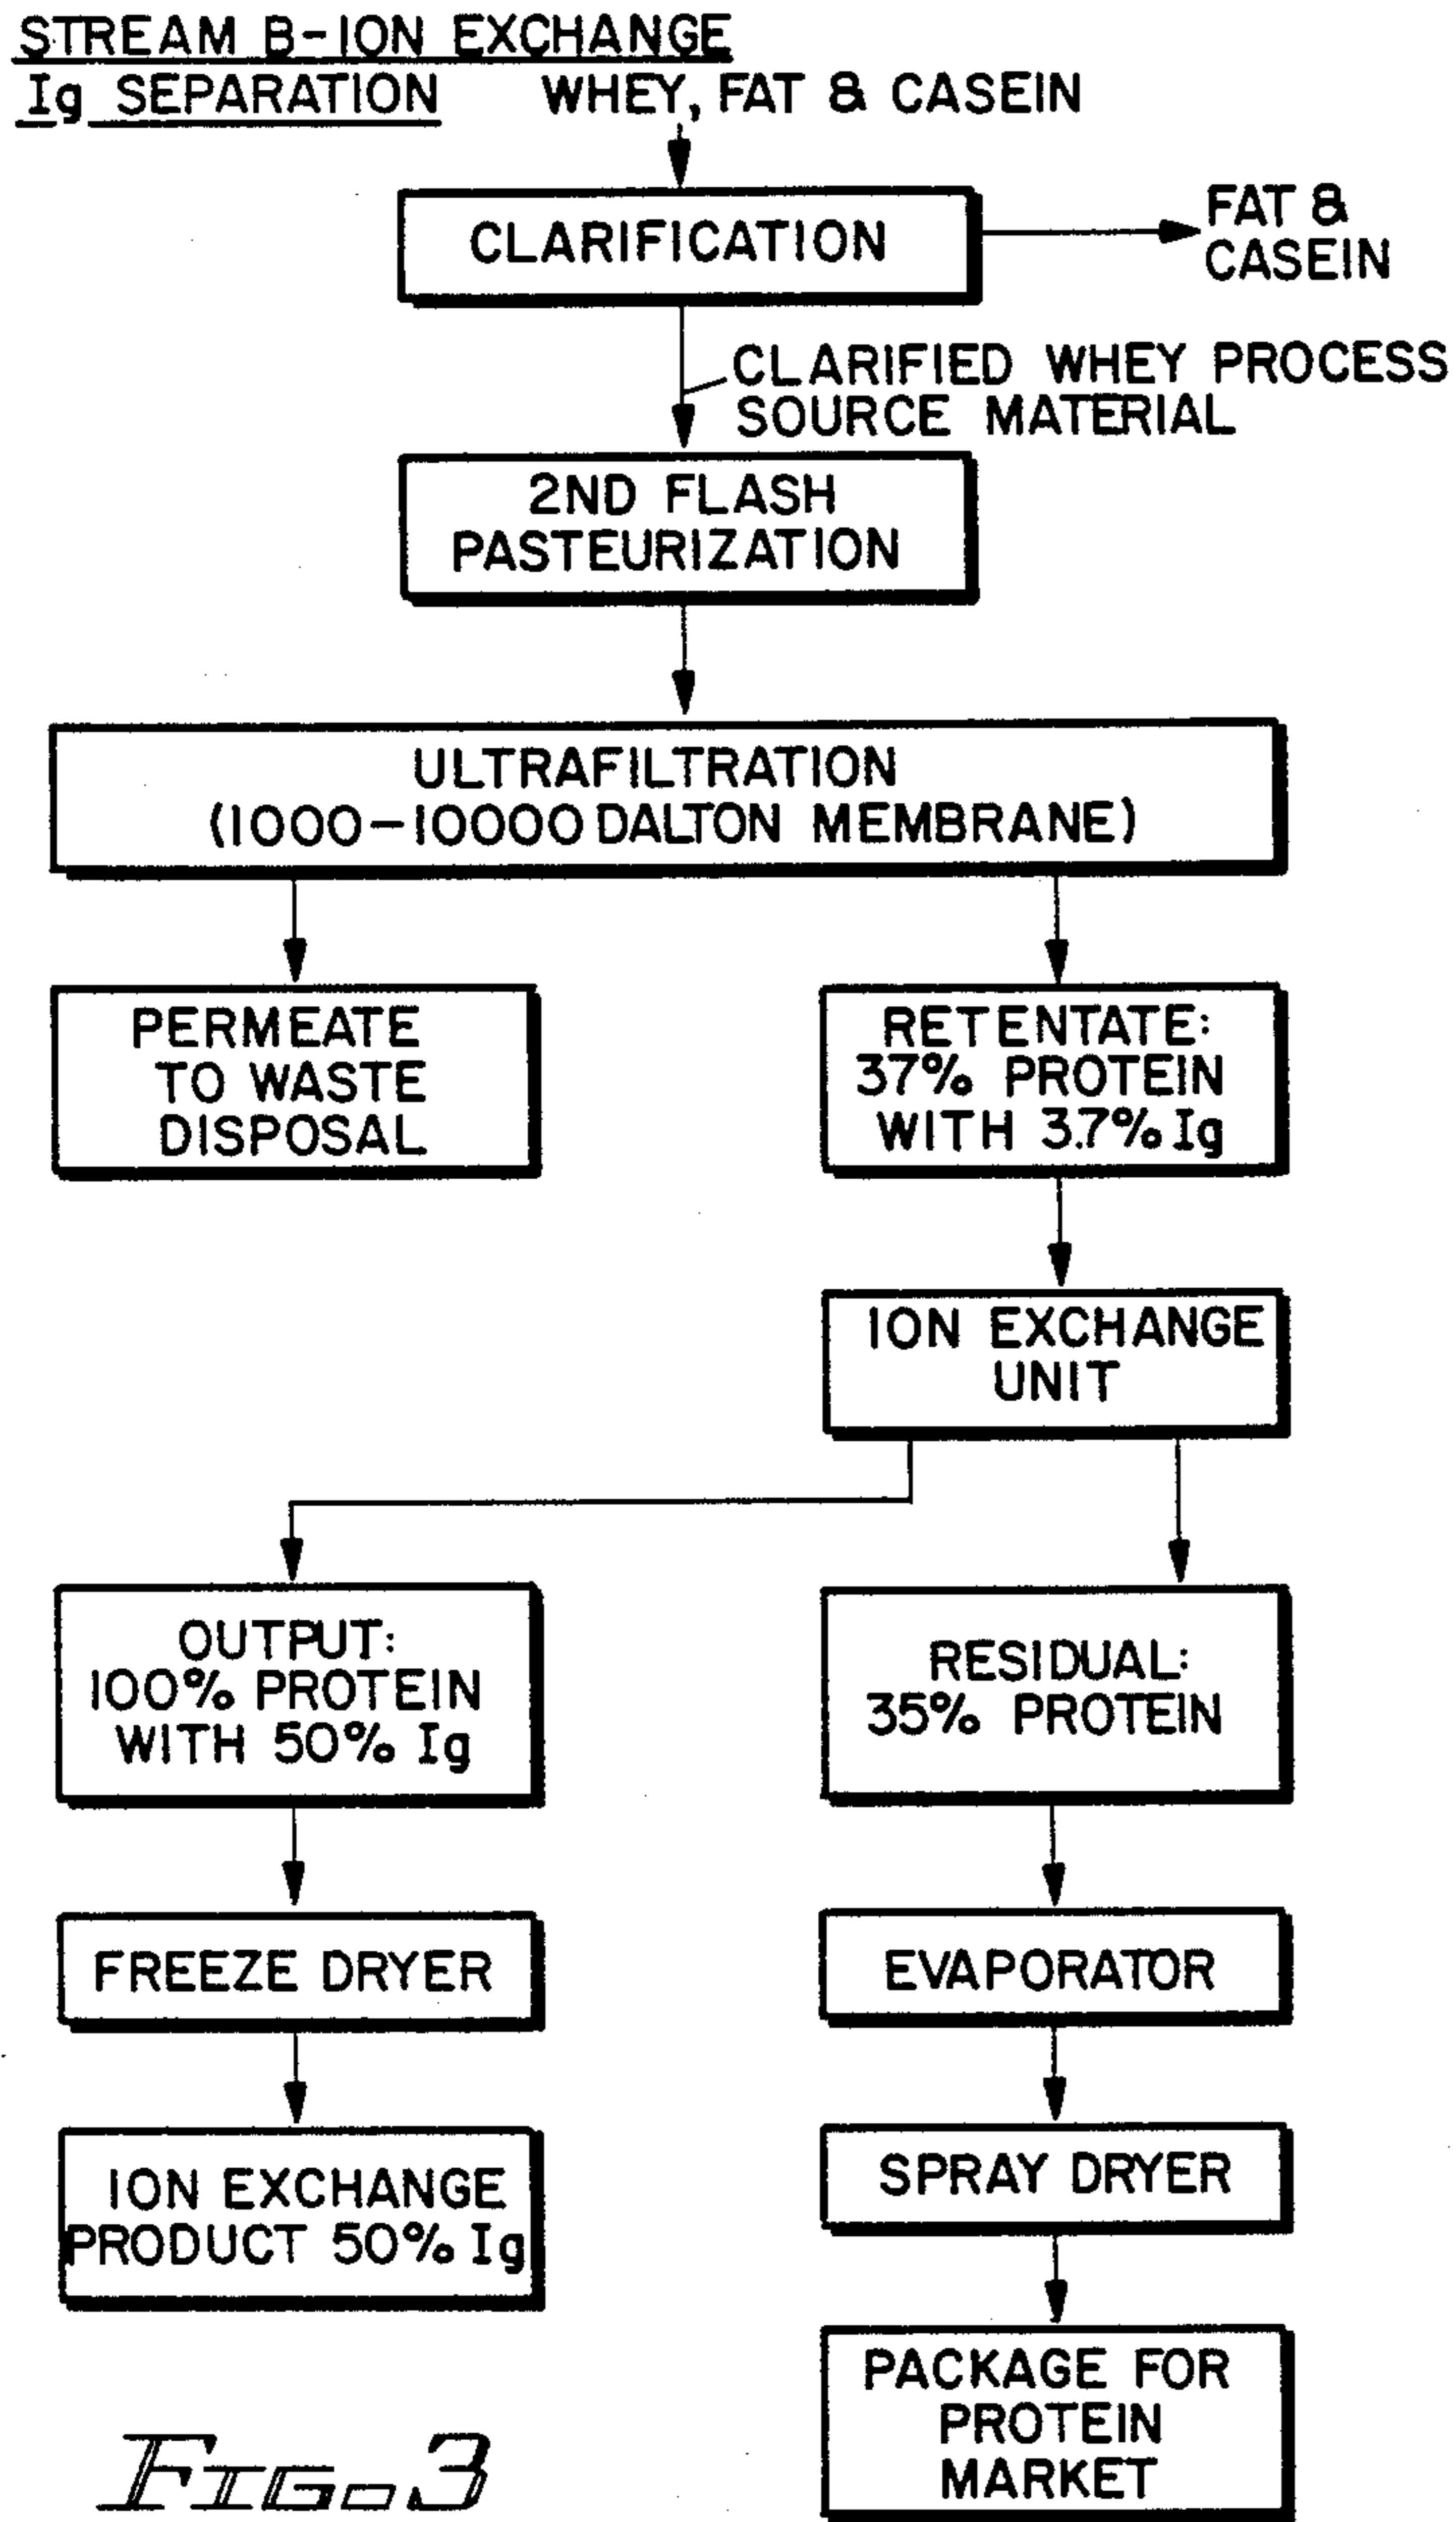 STREAM B-ION EXCHANGE
Ig SEPARATION
WHEY, FAT & CASEIN
CLARIFICATION
FAT &
CASEIN
CLARIFIED WHEY PROCESS
SOURCE MATERIAL
2ND FLASH
PASTEURIZATION
ULTRAFILTRATION
(1000-10000 DALTON MEMBRANE)
PERMEATE
TO WASTE
DISPOSAL
RETENTATE:
37% PROTEIN
WITH 3.7% Ig
ION EXCHANGE
UNIT
OUTPUT:
100% PROTEIN
WITH 50% Ig
RESIDUAL:
35% PROTEIN
FREEZE DRYER
EVAPORATOR
ION EXCHANGE
PRODUCT 50% Ig
SPRAY DRYER
PACKAGE FOR
PROTEIN
MARKET
FIG. 3